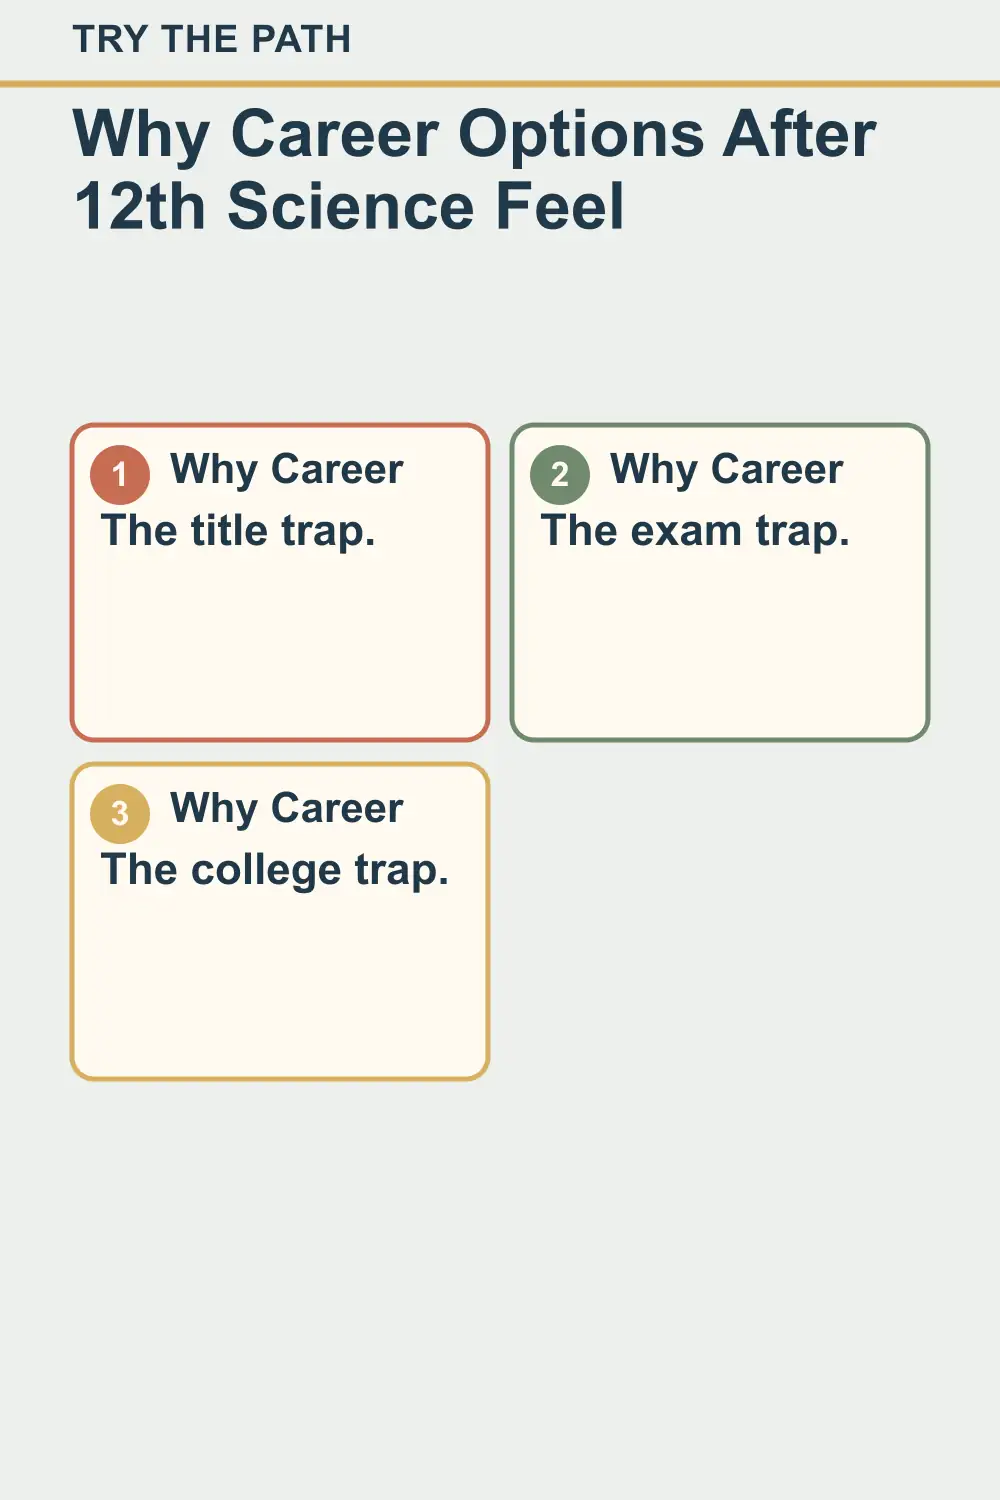 TRY THE PATH
Why Career Options After
12th Science Feel
1 Why Career
The title trap.
2 Why Career
The exam trap.
3 Why Career
The college trap.